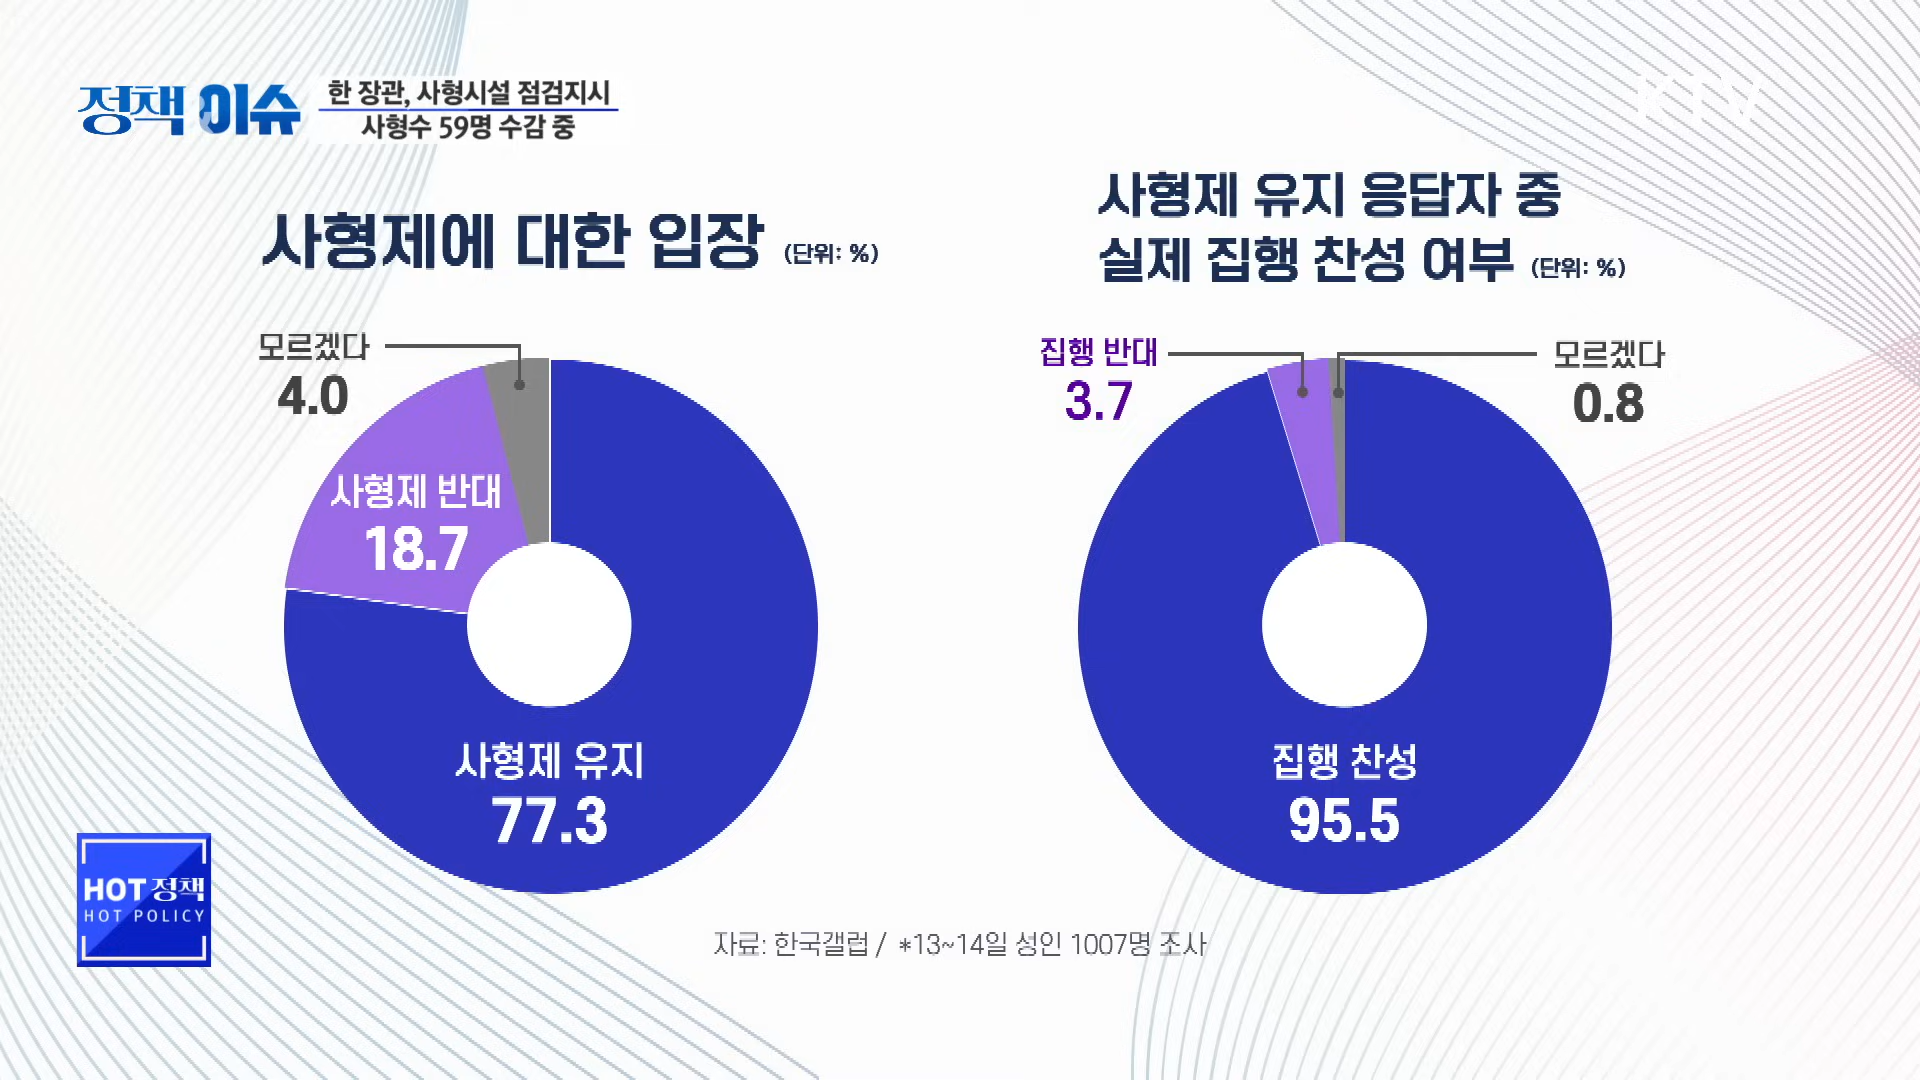 정책 이슈
한 장관, 사형시설 점검지시
사형수 59명 수감 중
KTV
사형제에 대한 입장 (단위: %)
모르겠다
4.0
사형제 반대
18.7
사형제 유지
77.3
사형제 유지 응답자 중
실제 집행 찬성 여부 (단위: %)
집행 반대
3.7
모르겠다
0.8
집행 찬성
95.5
HOT 정책
HOT POLICY
자료: 한국갤럽 / *13~14일 성인 1007명 조사